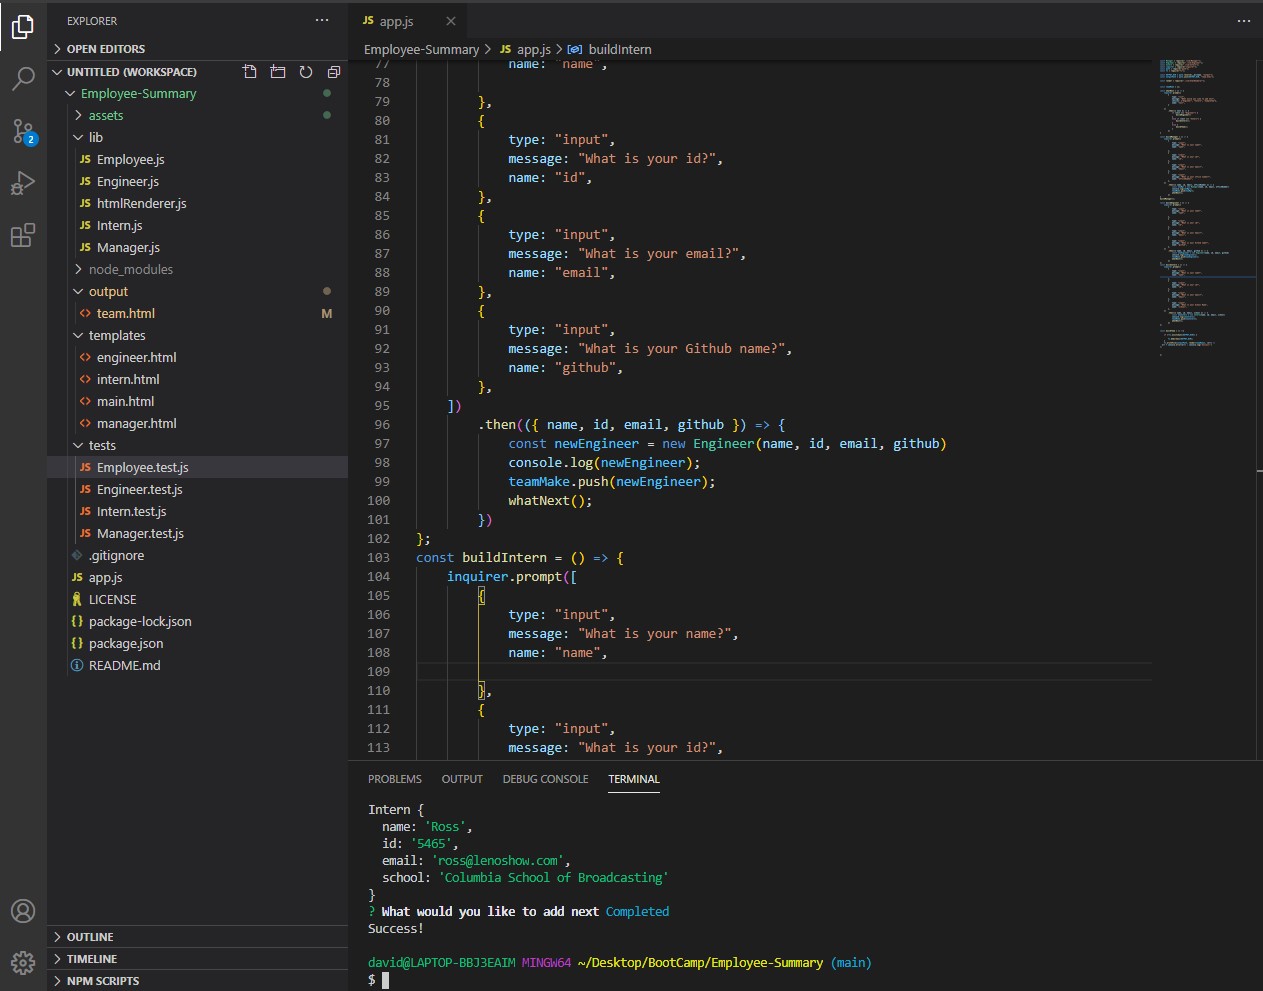 EXPLORER
OPEN EDITORS
UNTITLED (WORKSPACE)
Employee-Summary
assets
lib
JS Employee.js
JS Engineer.js
JS htmlRenderer.js
JS Intern.js
JS Manager.js
node_modules
output
<> team.html M
templates
<> engineer.html
<> intern.html
<> main.html
<> manager.html
tests
JS Employee.test.js
JS Engineer.test.js
JS Intern.test.js
JS Manager.test.js
.gitignore
JS app.js
LICENSE
{} package-lock.json
{} package.json
README.md
OUTLINE
TIMELINE
NPM SCRIPTS
2
JS app.js
Employee-Summary > JS app.js > buildIntern
77 name: "name",
78
79 },
80 {
81 type: "input",
82 message: "What is your id?",
83 name: "id",
84 },
85 {
86 type: "input",
87 message: "What is your email?",
88 name: "email",
89 },
90 {
91 type: "input",
92 message: "What is your Github name?",
93 name: "github",
94 },
95 ])
96 .then(({ name, id, email, github }) => {
97 const newEngineer = new Engineer(name, id, email, github)
98 console.log(newEngineer);
99 teamMake.push(newEngineer);
100 whatNext();
101 })
102 };
103 const buildIntern = () => {
104 inquirer.prompt([
105 {
106 type: "input",
107 message: "What is your name?",
108 name: "name",
109
110 },
111 {
112 type: "input",
113 message: "What is your id?",
PROBLEMS OUTPUT DEBUG CONSOLE TERMINAL
Intern {
name: 'Ross',
id: '5465',
email: 'ross@lenoshow.com',
school: 'Columbia School of Broadcasting'
}
? What would you like to add next Completed
Success!
david@LAPTOP-BBJ3EAIM MINGW64 ~/Desktop/BootCamp/Employee-Summary (main)
$